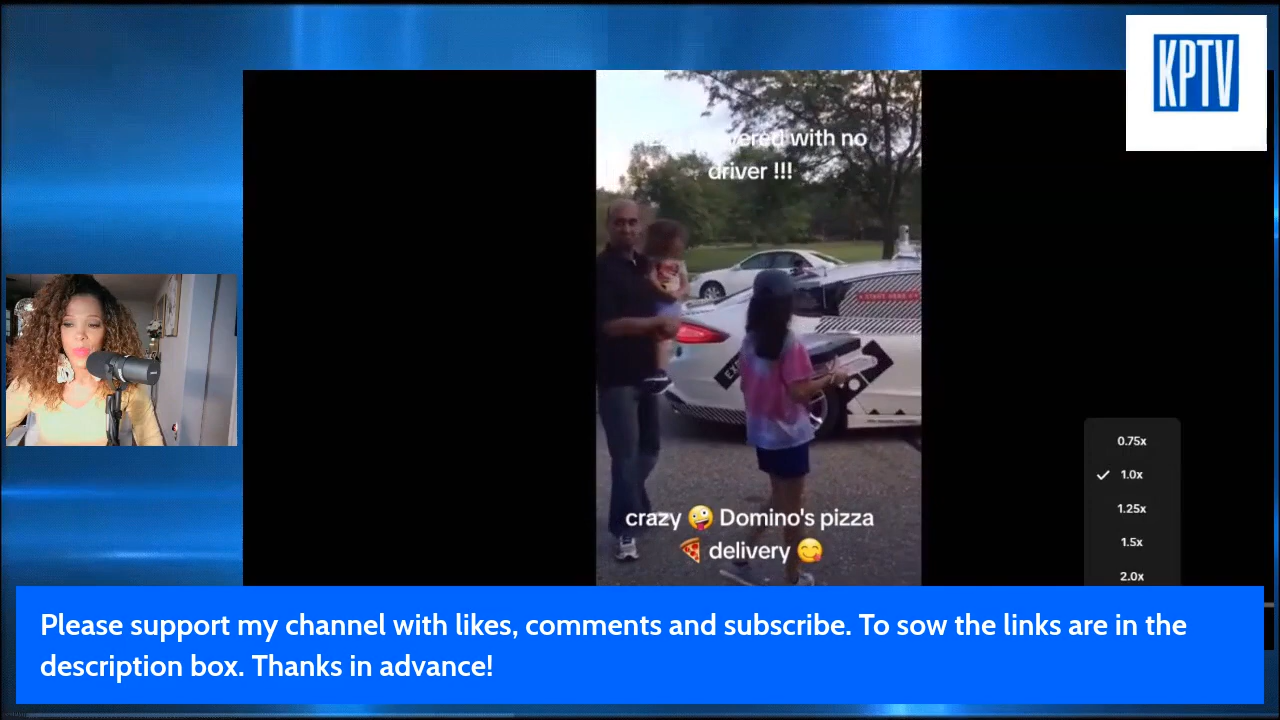 KPTV
with no
driver !!!
START HERE
crazy 🤪 Domino's pizza
🍕 delivery 😋
0.75x
1.0x
1.25x
1.5x
2.0x
Please support my channel with likes, comments and subscribe. To sow the links are in the
description box. Thanks in advance!